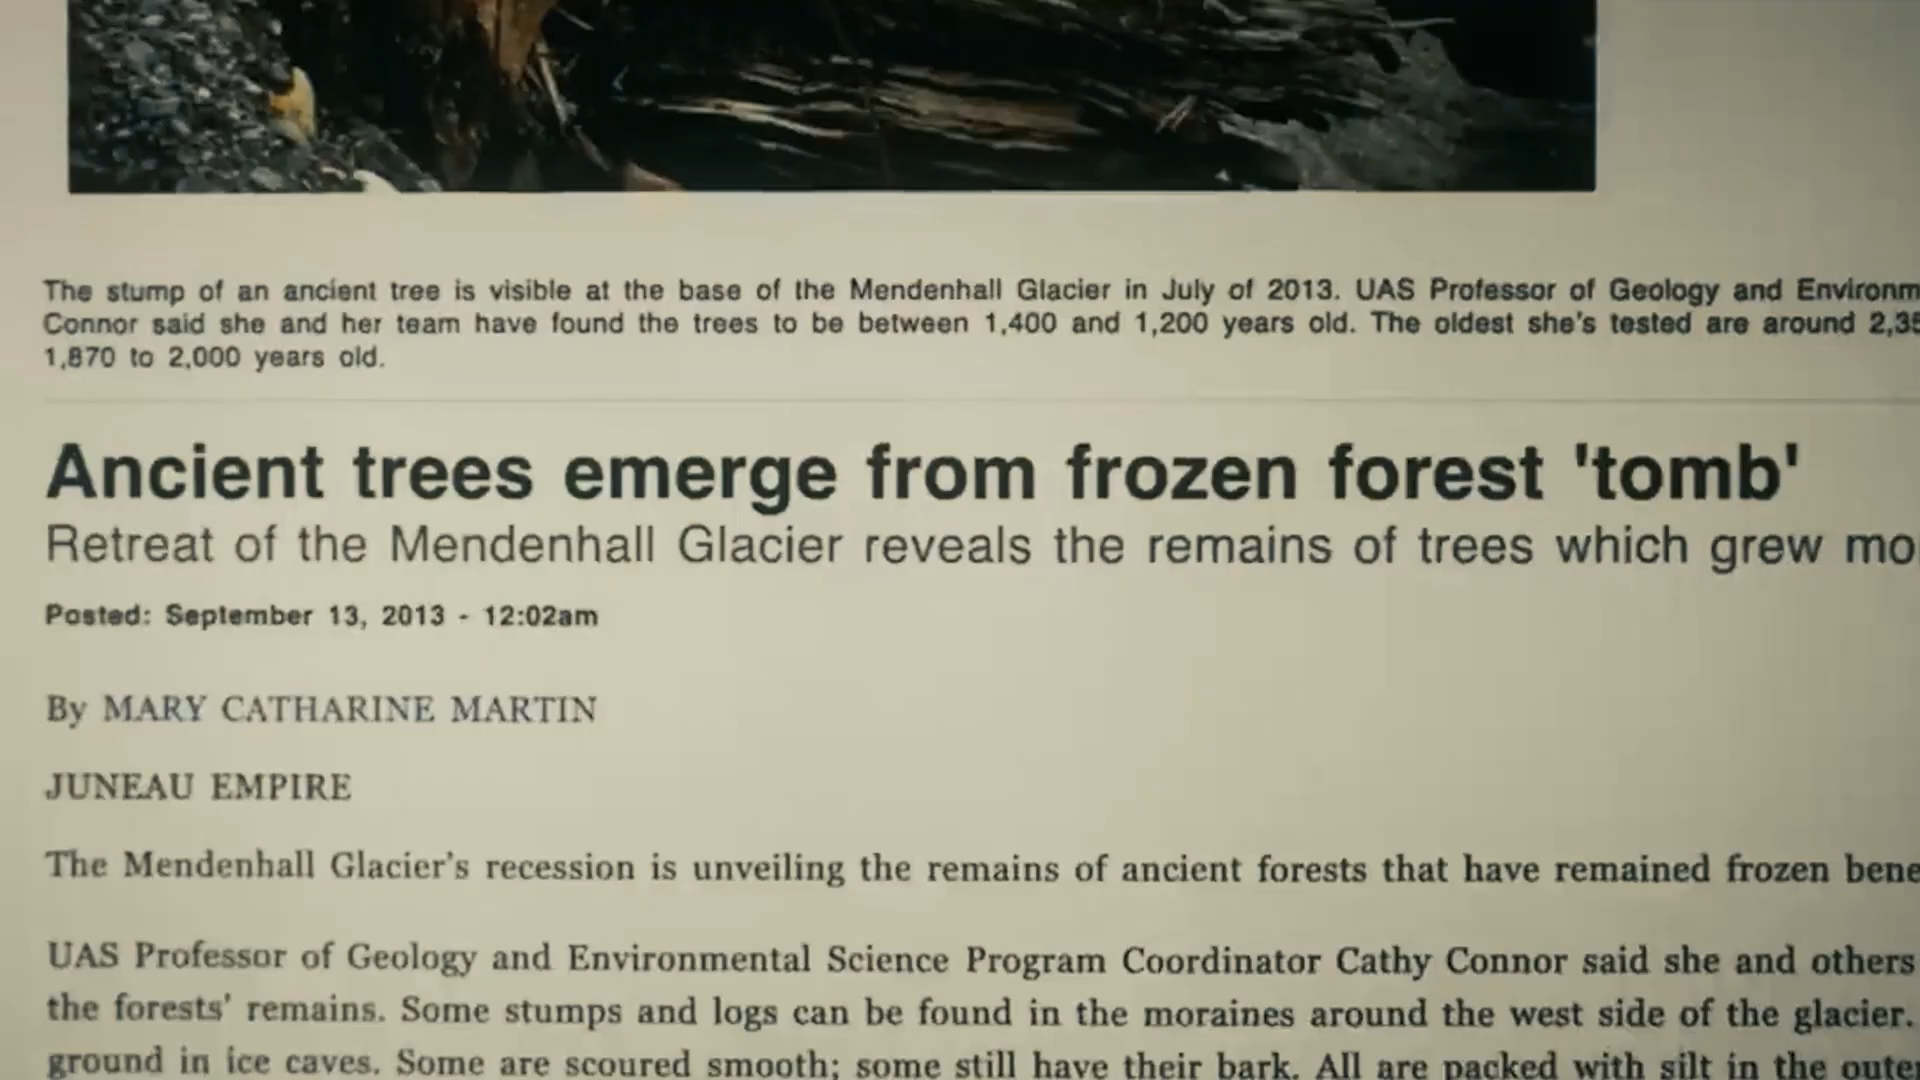 The stump of an ancient tree is visible at the base of the Mendenhall Glacier in July of 2013. UAS Professor of Geology and
Connor said she and her team have found the trees to be between 1,400 and 1,200 years old. The oldest she's tested are around
1,870 to 2,000 years old.
Ancient trees emerge from frozen forest 'tomb'
Retreat of the Mendenhall Glacier reveals the remains of trees which grew
Posted: September 13, 2013 - 12:02am
By MARY CATHARINE MARTIN
JUNEAU EMPIRE
The Mendenhall Glacier's recession is unveiling the remains of ancient forests that have remained frozen
UAS Professor of Geology and Environmental Science Program Coordinator Cathy Connor said she and others
the forests' remains. Some stumps and logs can be found in the moraines around the west side of the glacier.
ground in ice caves. Some are scoured smooth; some still have their bark. All are packed with silt in the